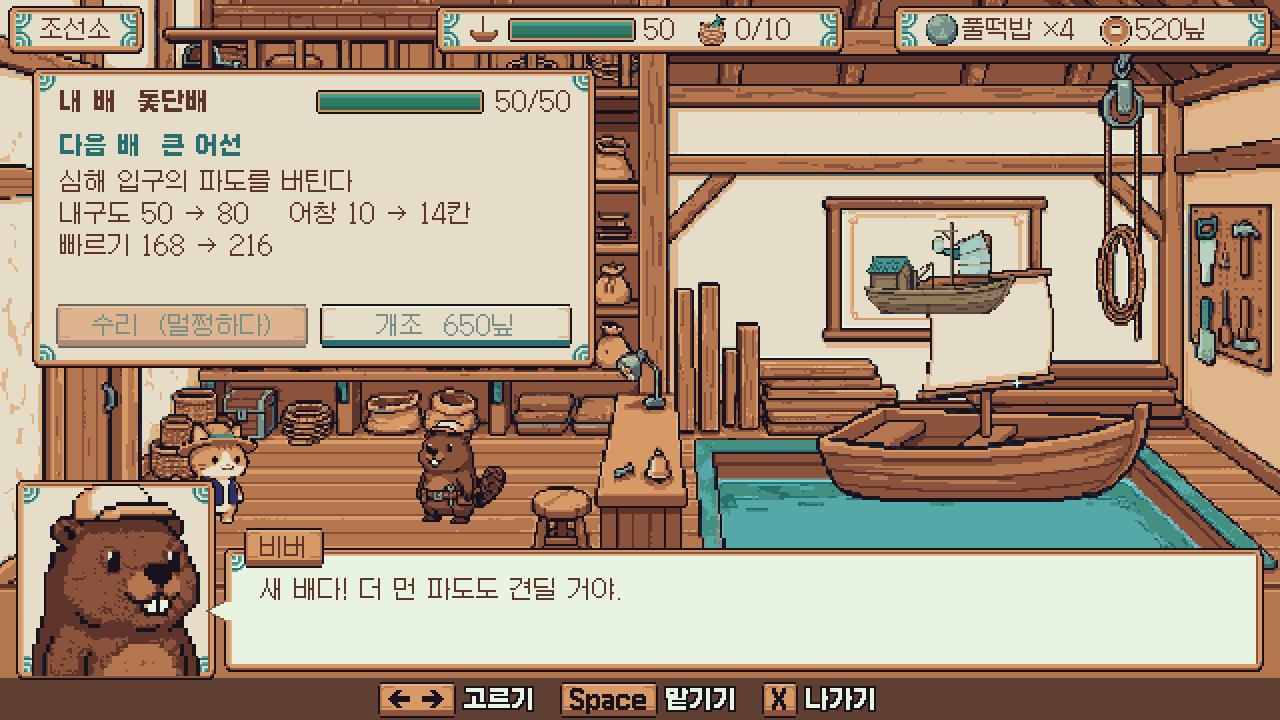 조선소
50
0/10
풀떡밥 ×4
520닢
내 배 돛단배
50/50
다음 배 큰 어선
심해 입구의 파도를 버틴다
내구도 50 → 80 어창 10 → 14칸
빠르기 168 → 216
수리 (멀쩡하다)
개조 650닢
비버
새 배다! 더 먼 파도도 견딜 거야.
← → 고르기 Space 맡기기 X 나가기